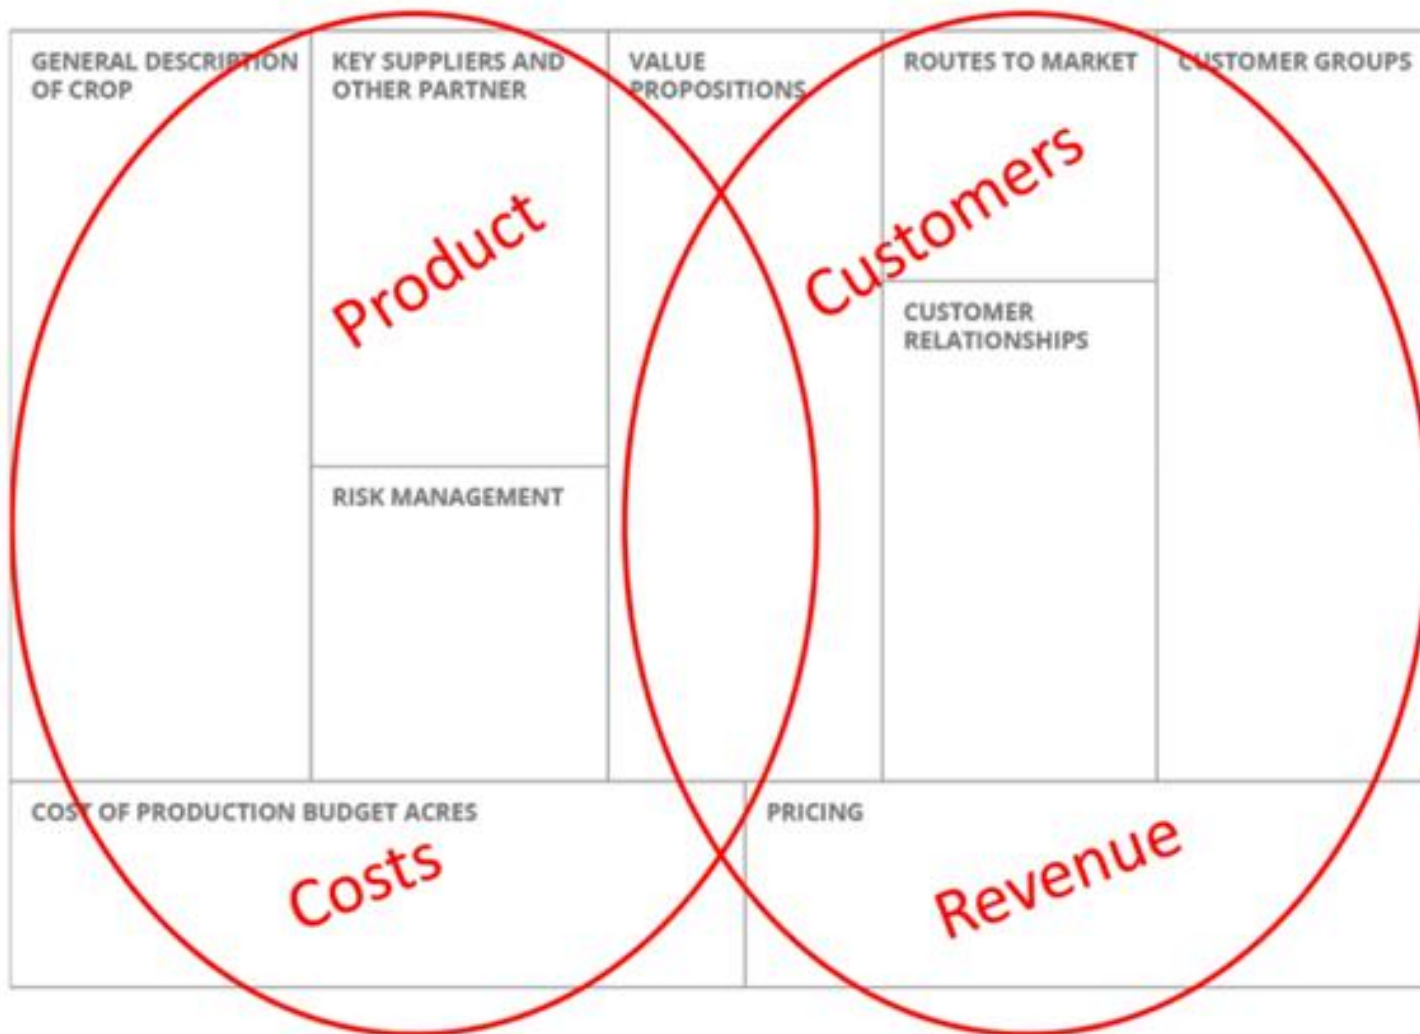 GENERAL DESCRIPTION
OF CROP
KEY SUPPLIERS AND
OTHER PARTNER
VALUE
PROPOSITIONS
ROUTES TO MARKET
CUSTOMER GROUPS
Product
Customers
CUSTOMER
RELATIONSHIPS
RISK MANAGEMENT
COST OF PRODUCTION BUDGET ACRES
PRICING
Costs
Revenue